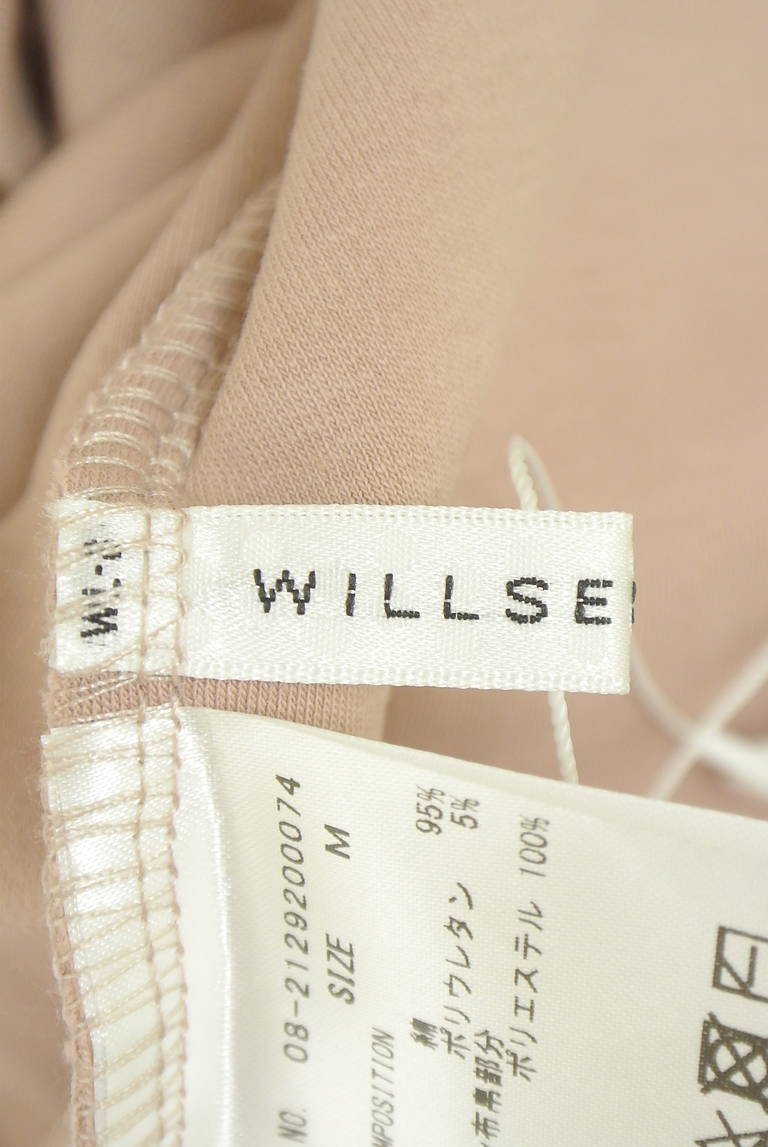 WILLSE
NO. 08-2129200074
SIZE M
MPOSITION
綿 95%
ポリウレタン 5%
布帛部分
ポリエステル 100%